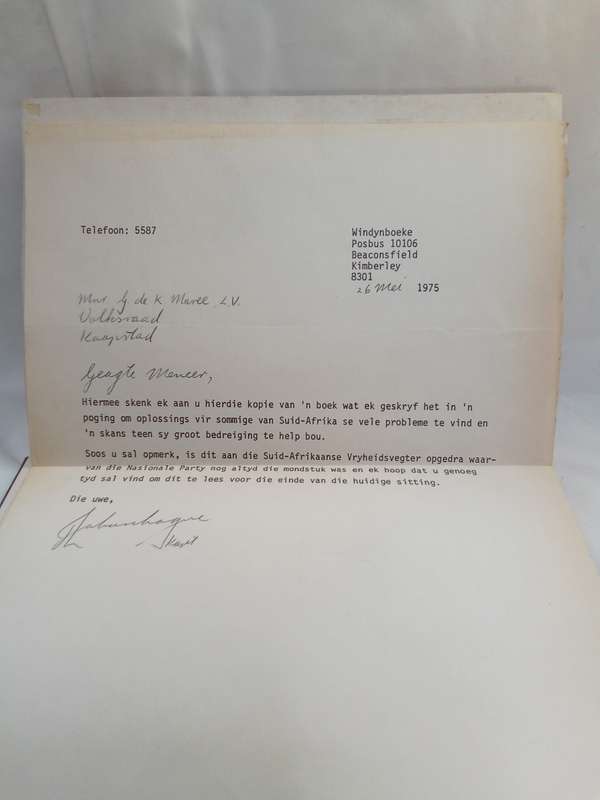 Telefoon: 5587
Windynboeke
Posbus 10106
Beaconsfield
Kimberley
8301
26 Mei 1975
Mnr. G. de K. Maree L.V.
Volksraad
Kaapstad
Geagte Meneer,
Hiermee skenk ek aan u hierdie kopie van 'n boek wat ek geskryf het in 'n
poging om oplossings vir sommige van Suid-Afrika se vele probleme te vind en
'n skans teen sy groot bedreiging te help bou.
Soos u sal opmerk, is dit aan die Suid-Afrikaanse Vryheidsvegter opgedra waar-
van die Nasionale Party nog altyd die mondstuk was en ek hoop dat u genoeg
tyd sal vind om dit te lees voor die einde van die huidige sitting.
Die uwe,